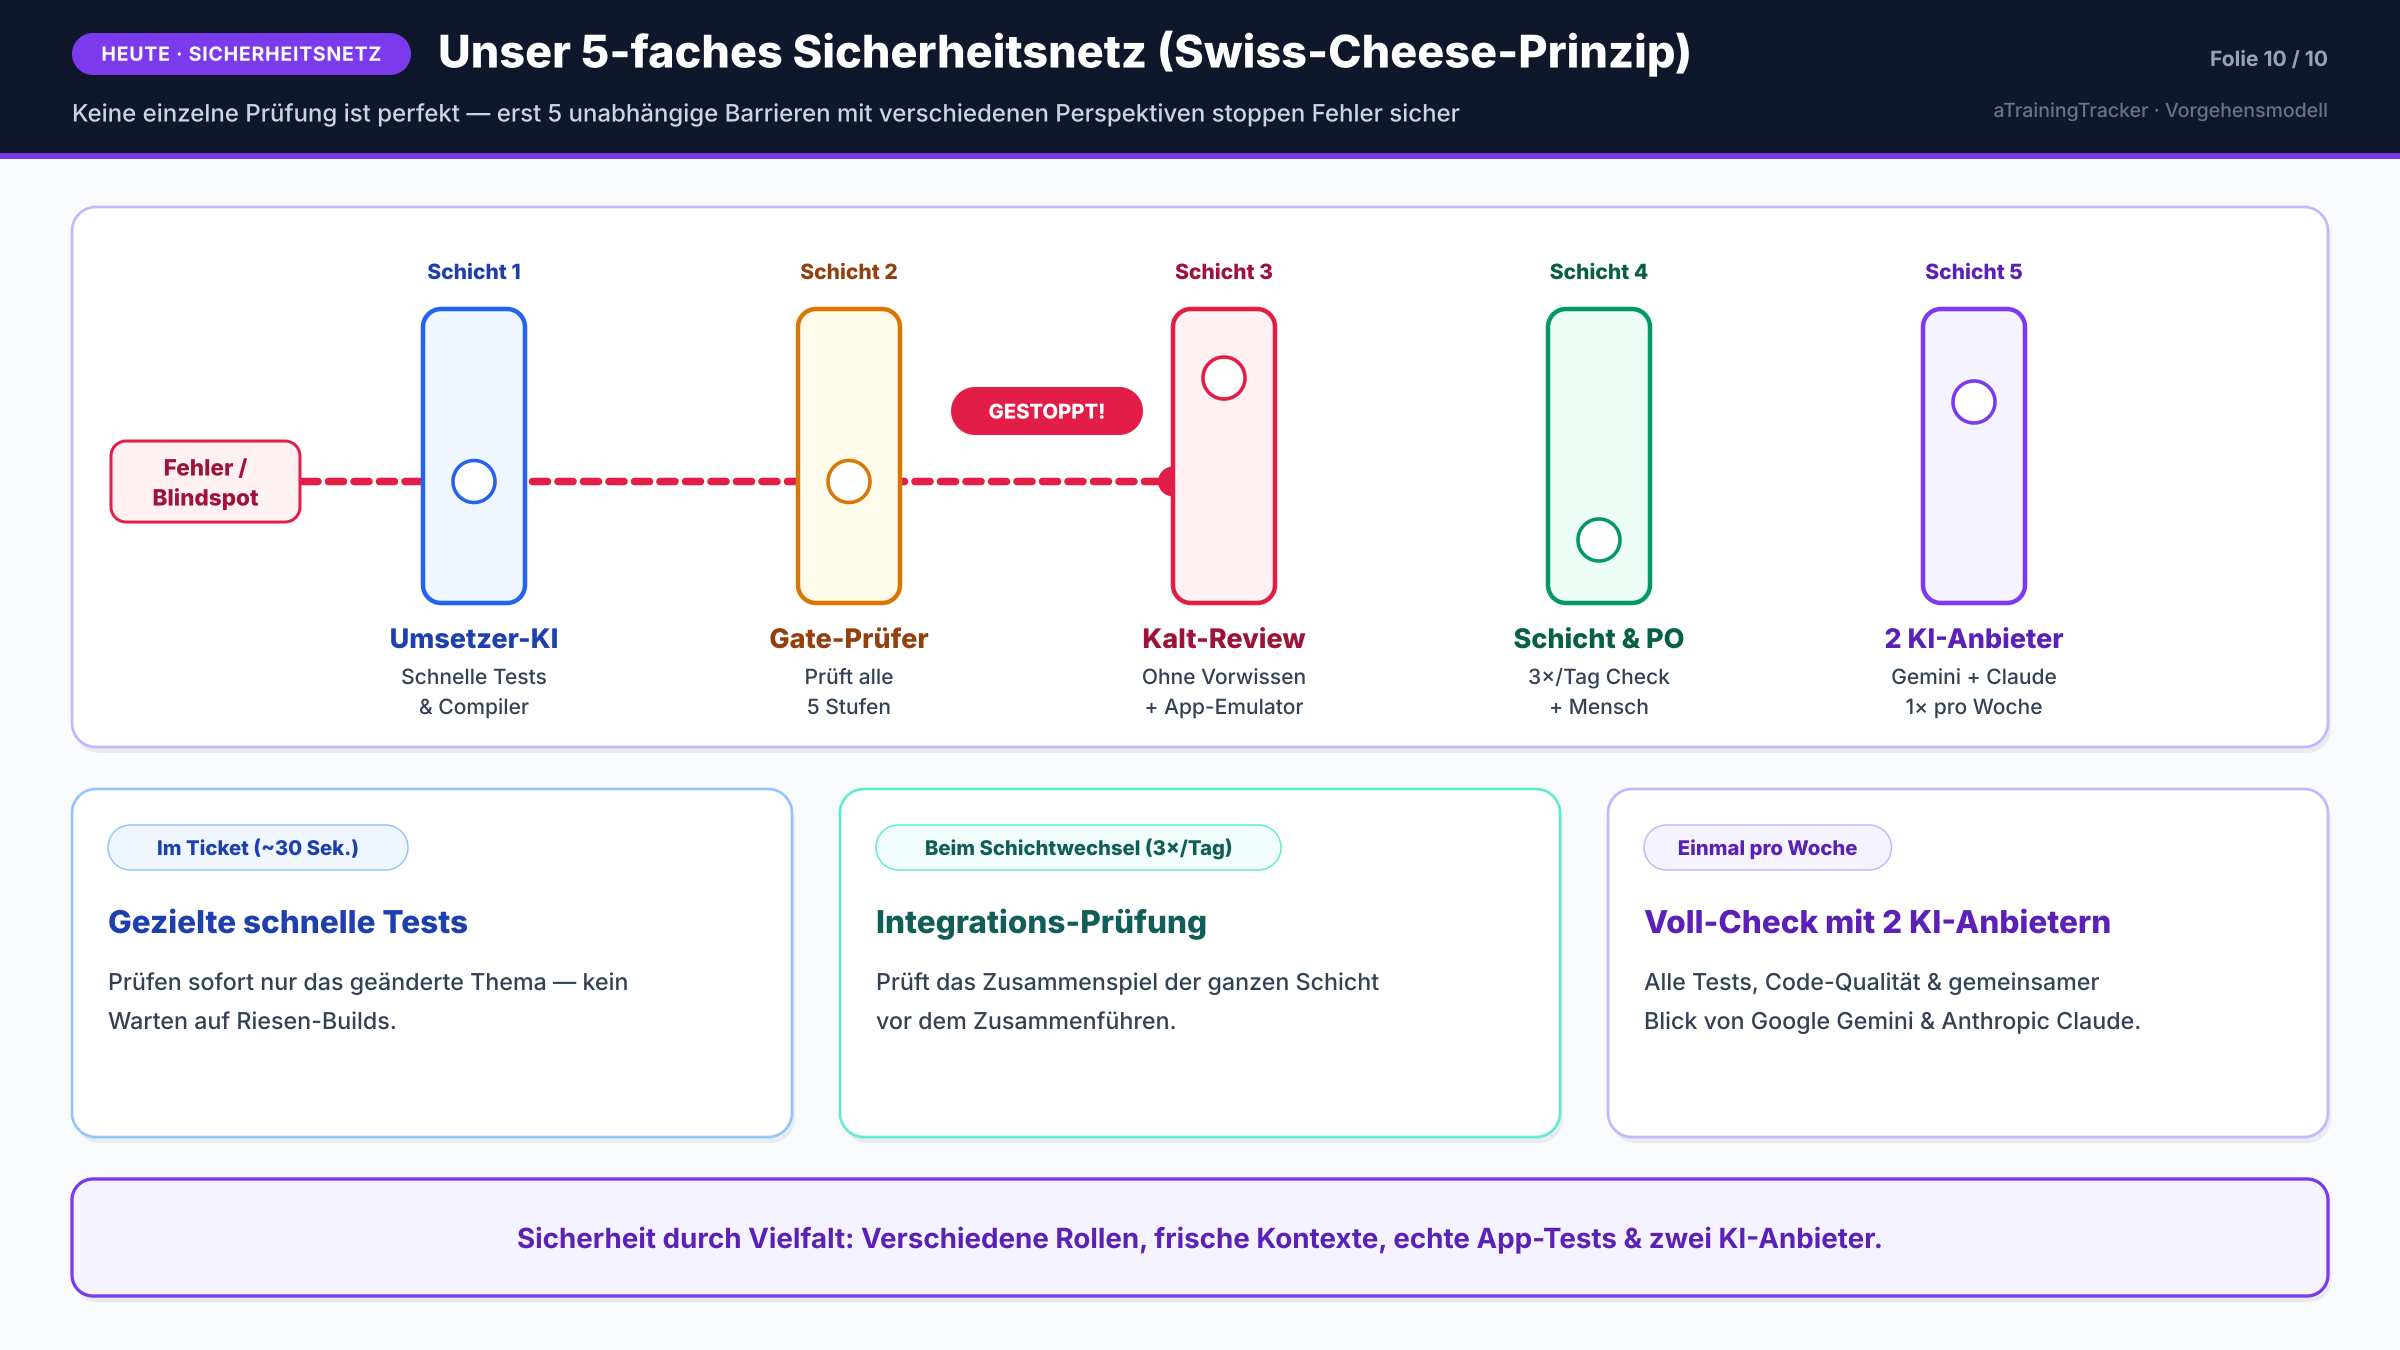 HEUTE · SICHERHEITSNETZ
Unser 5-faches Sicherheitsnetz (Swiss-Cheese-Prinzip)
Folie 10 / 10
Keine einzelne Prüfung ist perfekt — erst 5 unabhängige Barrieren mit verschiedenen Perspektiven stoppen Fehler sicher
aTrainingTracker · Vorgehensmodell
Schicht 1
Schicht 2
Schicht 3
Schicht 4
Schicht 5
GESTOPPT!
Fehler /
Blindspot
Umsetzer-KI
Schnelle Tests
& Compiler
Gate-Prüfer
Prüft alle
5 Stufen
Kalt-Review
Ohne Vorwissen
+ App-Emulator
Schicht & PO
3×/Tag Check
+ Mensch
2 KI-Anbieter
Gemini + Claude
1× pro Woche
Im Ticket (~30 Sek.)
Gezielte schnelle Tests
Prüfen sofort nur das geänderte Thema — kein
Warten auf Riesen-Builds.
Beim Schichtwechsel (3×/Tag)
Integrations-Prüfung
Prüft das Zusammenspiel der ganzen Schicht
vor dem Zusammenführen.
Einmal pro Woche
Voll-Check mit 2 KI-Anbietern
Alle Tests, Code-Qualität & gemeinsamer
Blick von Google Gemini & Anthropic Claude.
Sicherheit durch Vielfalt: Verschiedene Rollen, frische Kontexte, echte App-Tests & zwei KI-Anbieter.